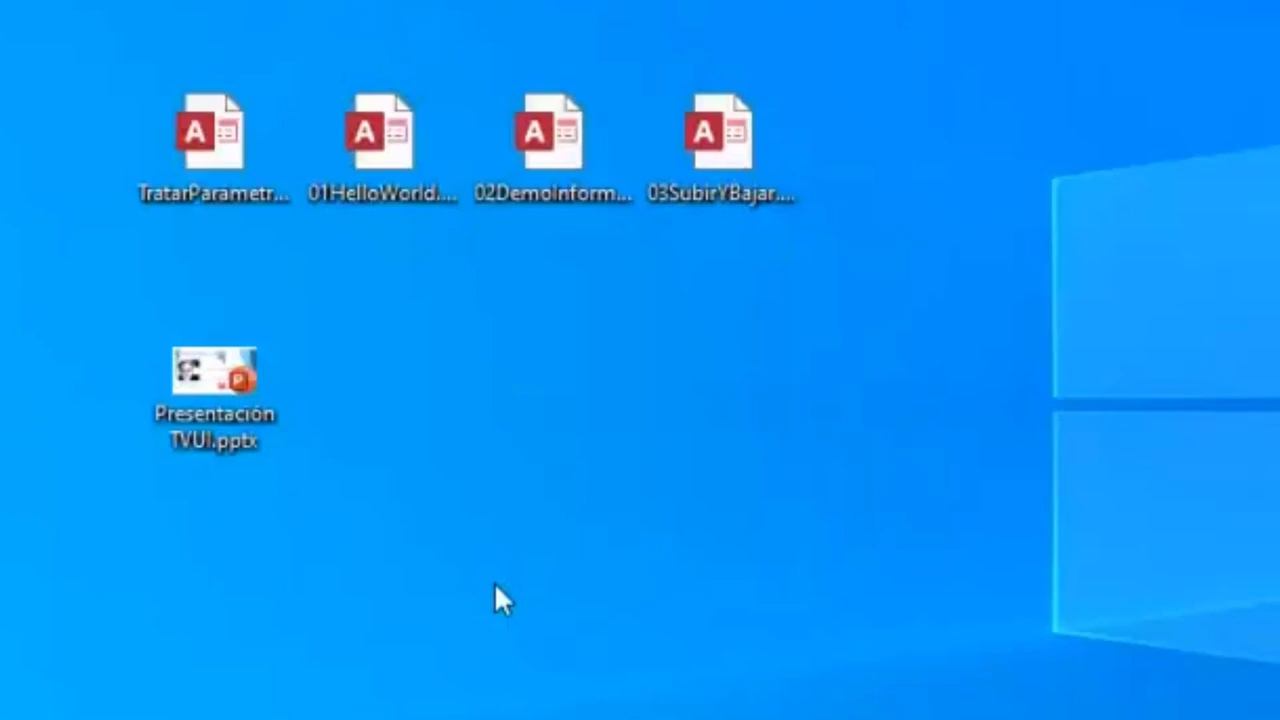 TratarParametr...
01HelloWorld....
02DemoInform...
03SubirYBajar....
Presentación
TVUI.pptx